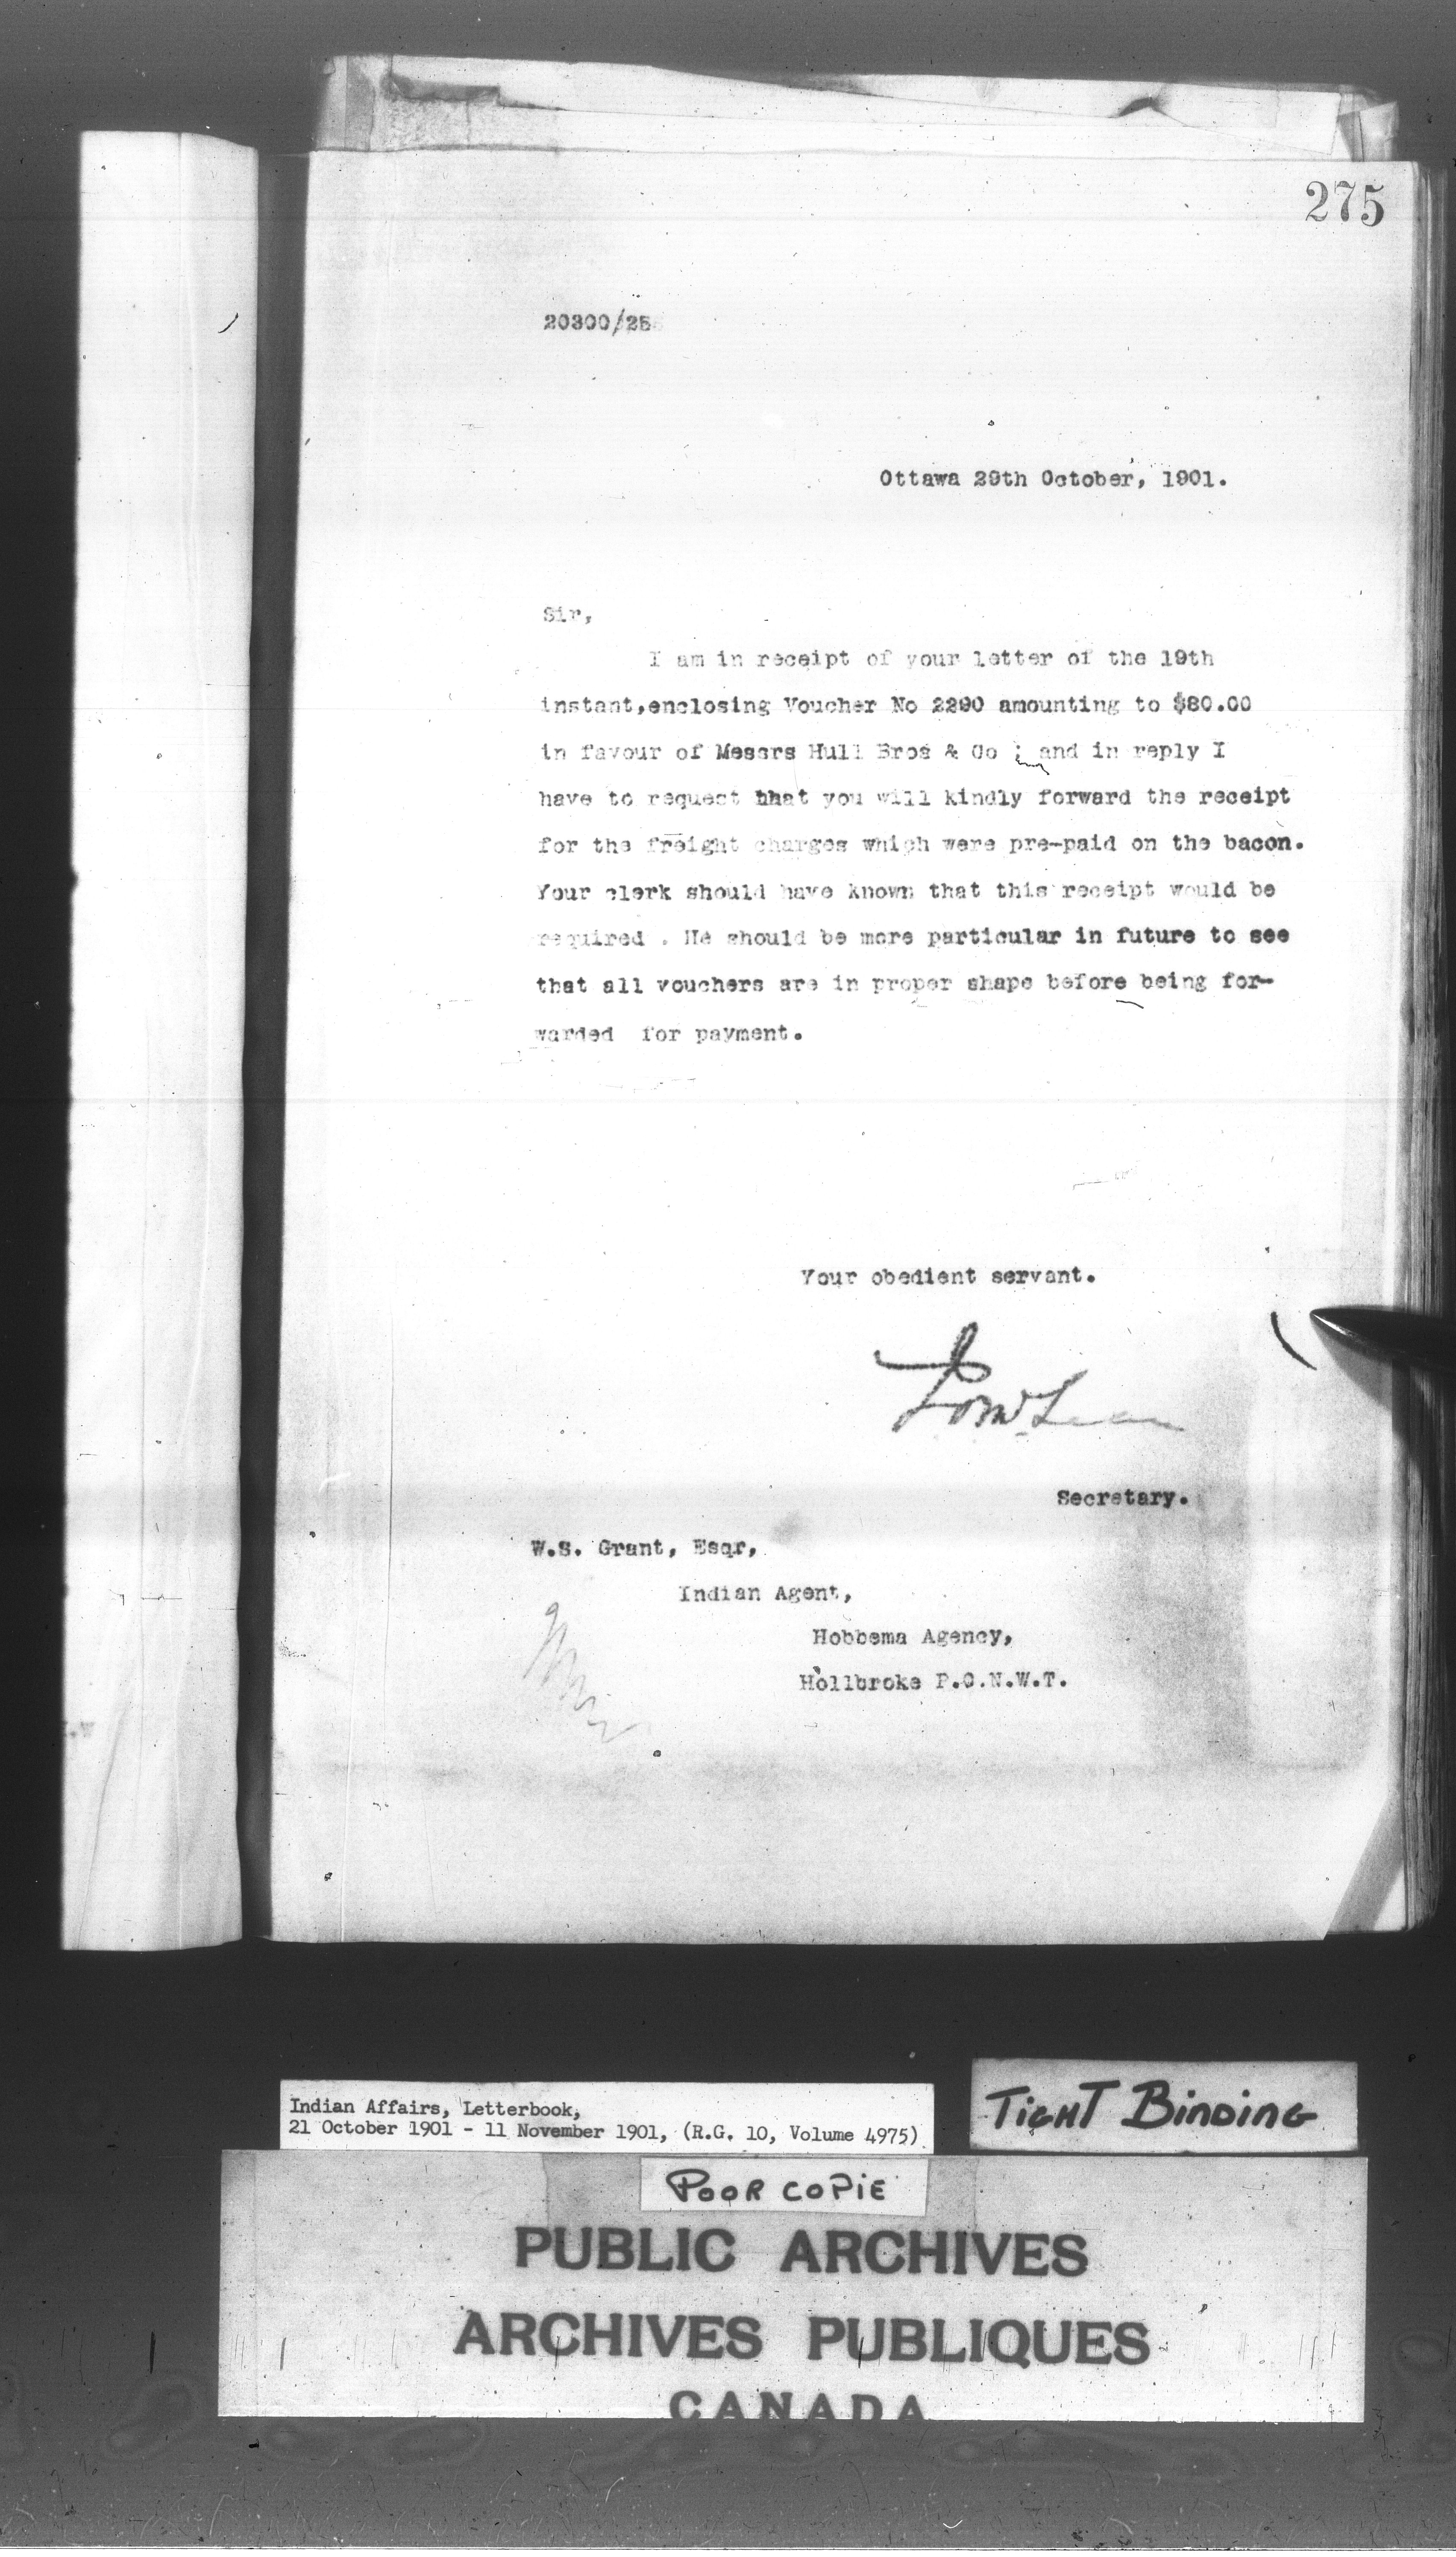 275
20300/25
Ottawa 29th October, 1901.
Sir,
I am in receipt of your letter of the 19th
instant,enclosing Voucher No 2290 amounting to $80.00
in favour of Messrs Hull Bros & Co ; and in reply I
have to request that you will kindly forward the receipt
for the freight charges which were pre-paid on the bacon.
Your clerk should have known that this receipt would be
required . He should be more particular in future to see
that all vouchers are in proper shape before being for-
warded for payment.
Your obedient servant.
Secretary.
W.S. Grant, Esqr,
Indian Agent,
Hobbema Agency,
Hollbroke P.O.N.W.T.
Indian Affairs, Letterbook,
21 October 1901 - 11 November 1901, (R.G. 10, Volume 4975)
TIGHT BINDING
POOR COPIE
PUBLIC ARCHIVES
ARCHIVES PUBLIQUES
CANADA